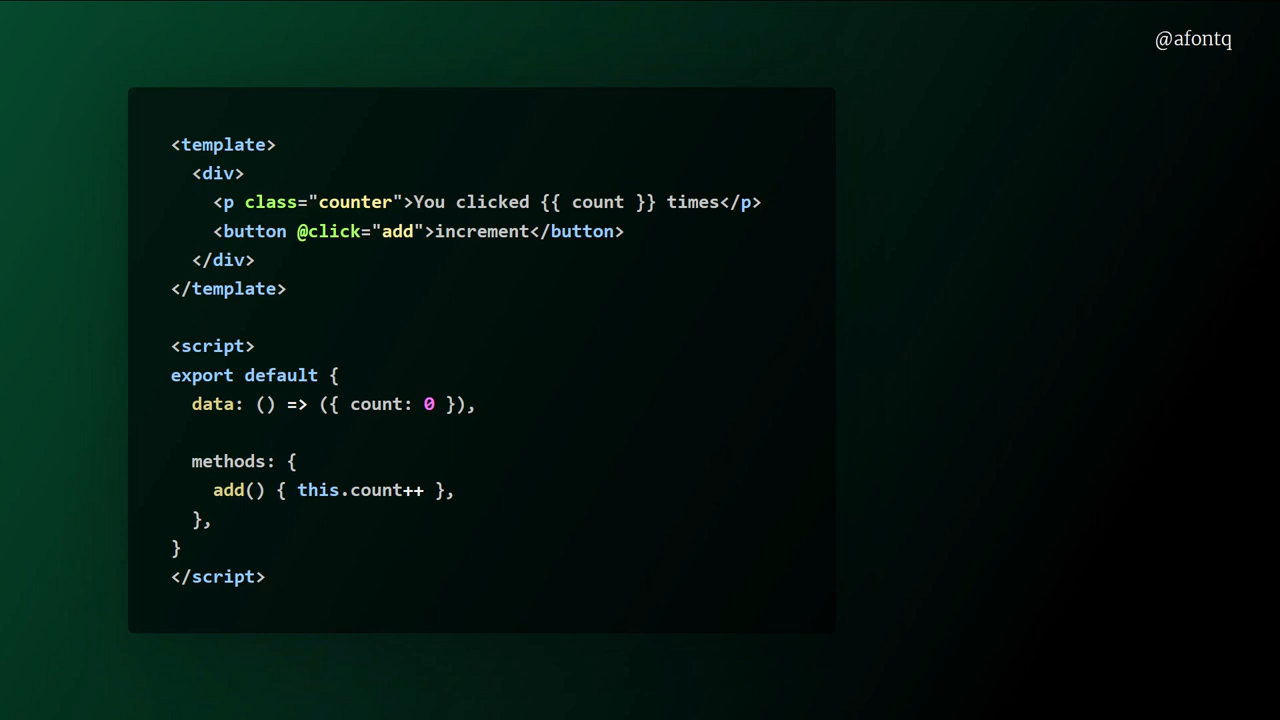 @afontq
<template>
  <div>
    <p class="counter">You clicked {{ count }} times</p>
    <button @click="add">increment</button>
  </div>
</template>

<script>
export default {
  data: () => ({ count: 0 }),

  methods: {
    add() { this.count++ },
  },
}
</script>